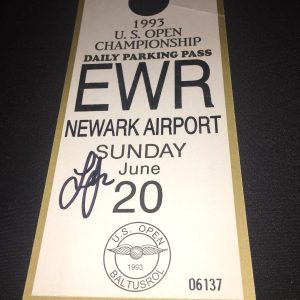 1993
U. S. OPEN
CHAMPIONSHIP
DAILY PARKING PASS
EWR
NEWARK AIRPORT
SUNDAY
June
20
U.S. OPEN
1993
BALTUSROL
06137